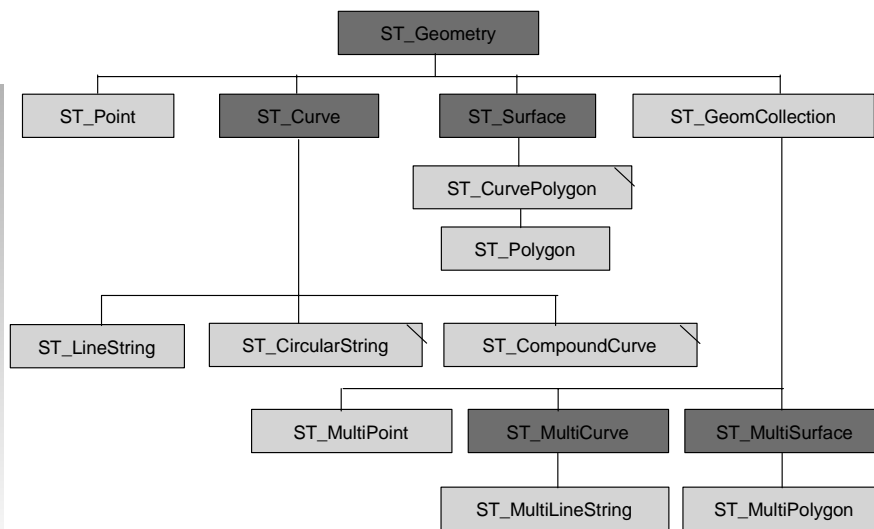 ST_Geometry
ST_Point
ST_Curve
ST_Surface
ST_GeomCollection
ST_CurvePolygon
ST_Polygon
ST_LineString
ST_CircularString
ST_CompoundCurve
ST_MultiPoint
ST_MultiCurve
ST_MultiSurface
ST_MultiLineString
ST_MultiPolygon